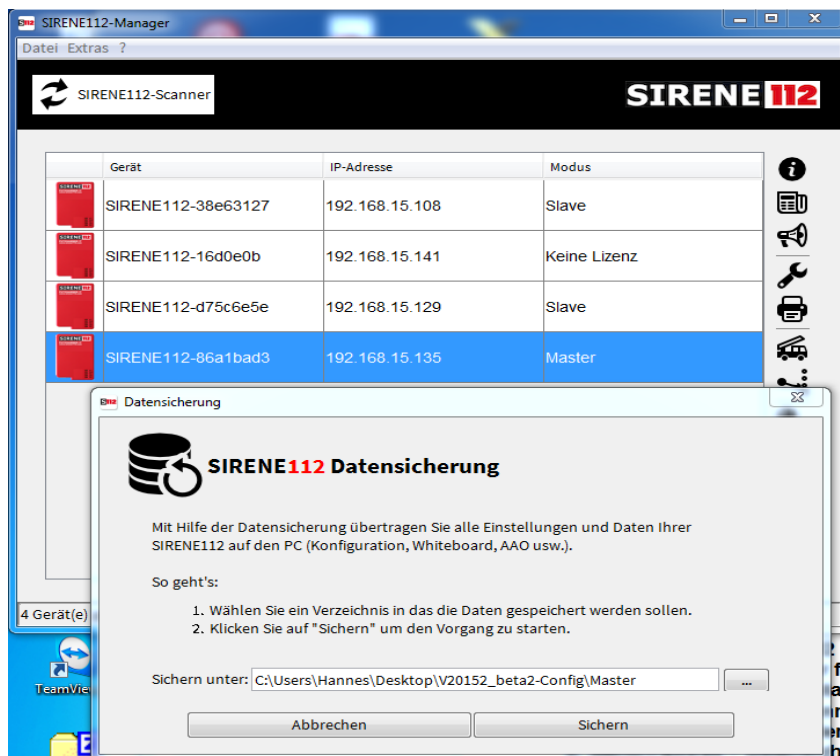 S112 SIRENE112-Manager
Datei Extras ?
SIRENE112-Scanner
SIRENE112
Gerät IP-Adresse Modus
SIRENE112-38e63127 192.168.15.108 Slave
SIRENE112-16d0e0b 192.168.15.141 Keine Lizenz
SIRENE112-d75c6e5e 192.168.15.129 Slave
SIRENE112-86a1bad3 192.168.15.135 Master
S112 Datensicherung
SIRENE112 Datensicherung
Mit Hilfe der Datensicherung übertragen Sie alle Einstellungen und Daten Ihrer
SIRENE112 auf den PC (Konfiguration, Whiteboard, AAO usw.).
So geht's:
1. Wählen Sie ein Verzeichnis in das die Daten gespeichert werden sollen.
2. Klicken Sie auf "Sichern" um den Vorgang zu starten.
Sichern unter: C:\Users\Hannes\Desktop\V20152_beta2-Config\Master ...
Abbrechen Sichern
4 Gerät(e)
TeamVie